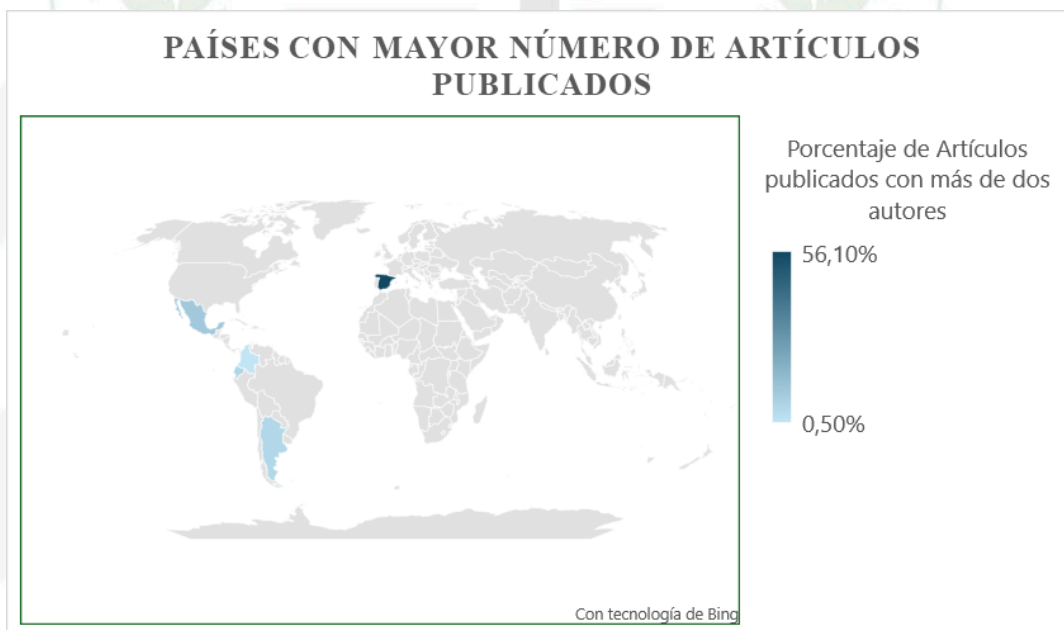 PAÍSES CON MAYOR NÚMERO DE ARTÍCULOS
PUBLICADOS
Porcentaje de Artículos
publicados con más de dos
autores
56,10%
0,50%
Con tecnología de Bing